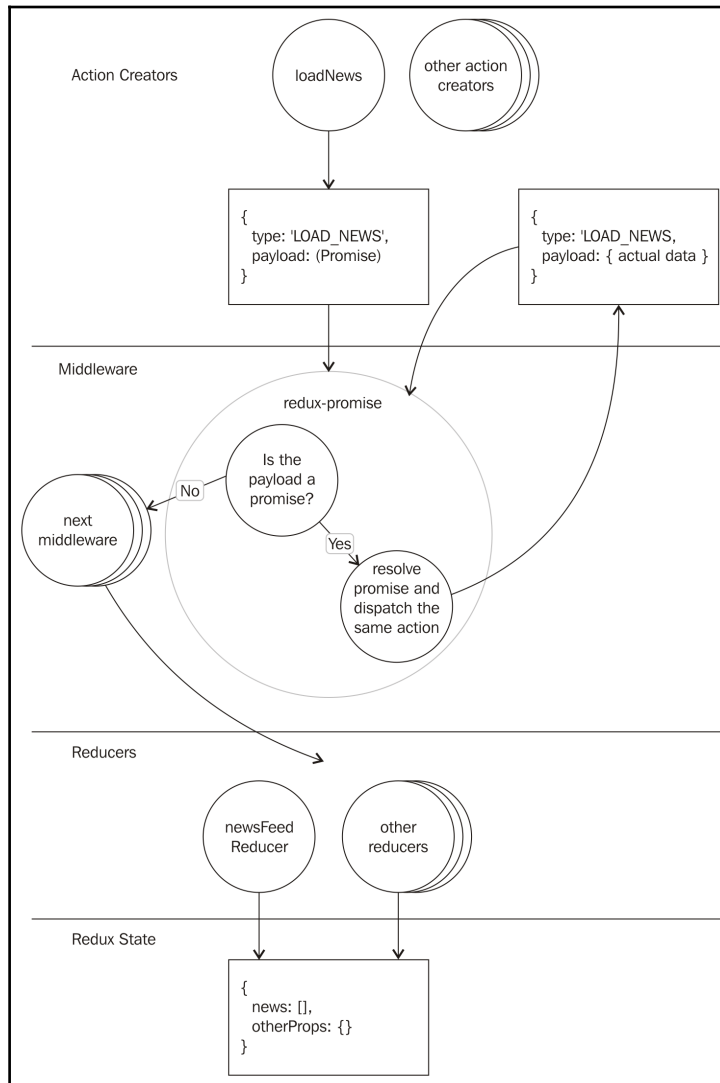 Action Creators
loadNews
other action
creators
{
type: 'LOAD_NEWS',
payload: (Promise)
}
{
type: 'LOAD_NEWS,
payload: { actual data }
}
Middleware
redux-promise
Is the
payload a
promise?
No
next
middleware
Yes
resolve
promise and
dispatch the
same action
Reducers
newsFeed
Reducer
other
reducers
Redux State
{
news: [],
otherProps: {}
}